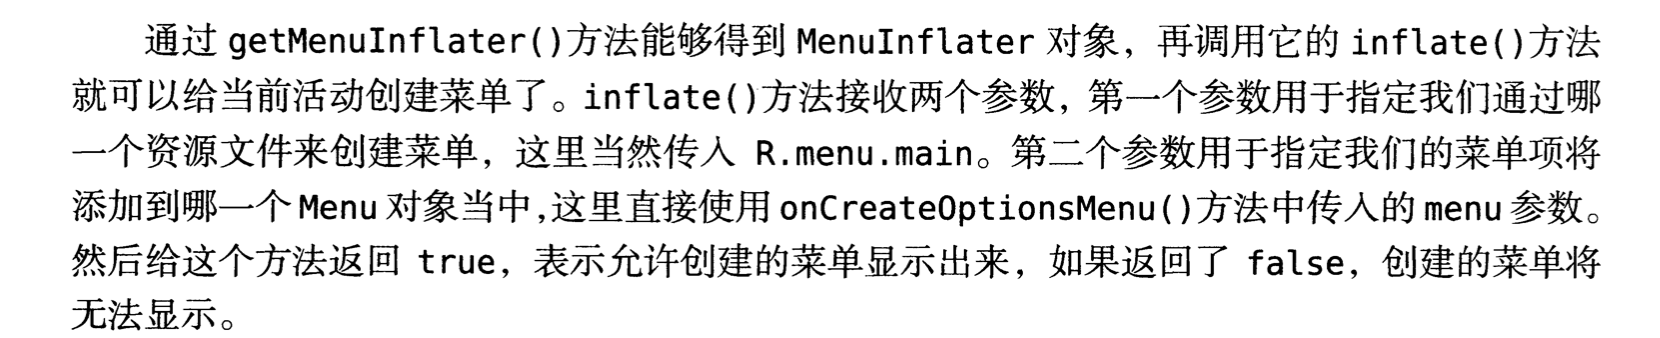 通过 getMenuInflater()方法能够得到 MenuInflater 对象，再调用它的 inflate()方法
就可以给当前活动创建菜单了。inflate()方法接收两个参数，第一个参数用于指定我们通过哪
一个资源文件来创建菜单，这里当然传入 R.menu.main。第二个参数用于指定我们的菜单项将
添加到哪一个 Menu 对象当中,这里直接使用 onCreateOptionsMenu()方法中传入的 menu 参数。
然后给这个方法返回 true，表示允许创建的菜单显示出来，如果返回了 false，创建的菜单将
无法显示。